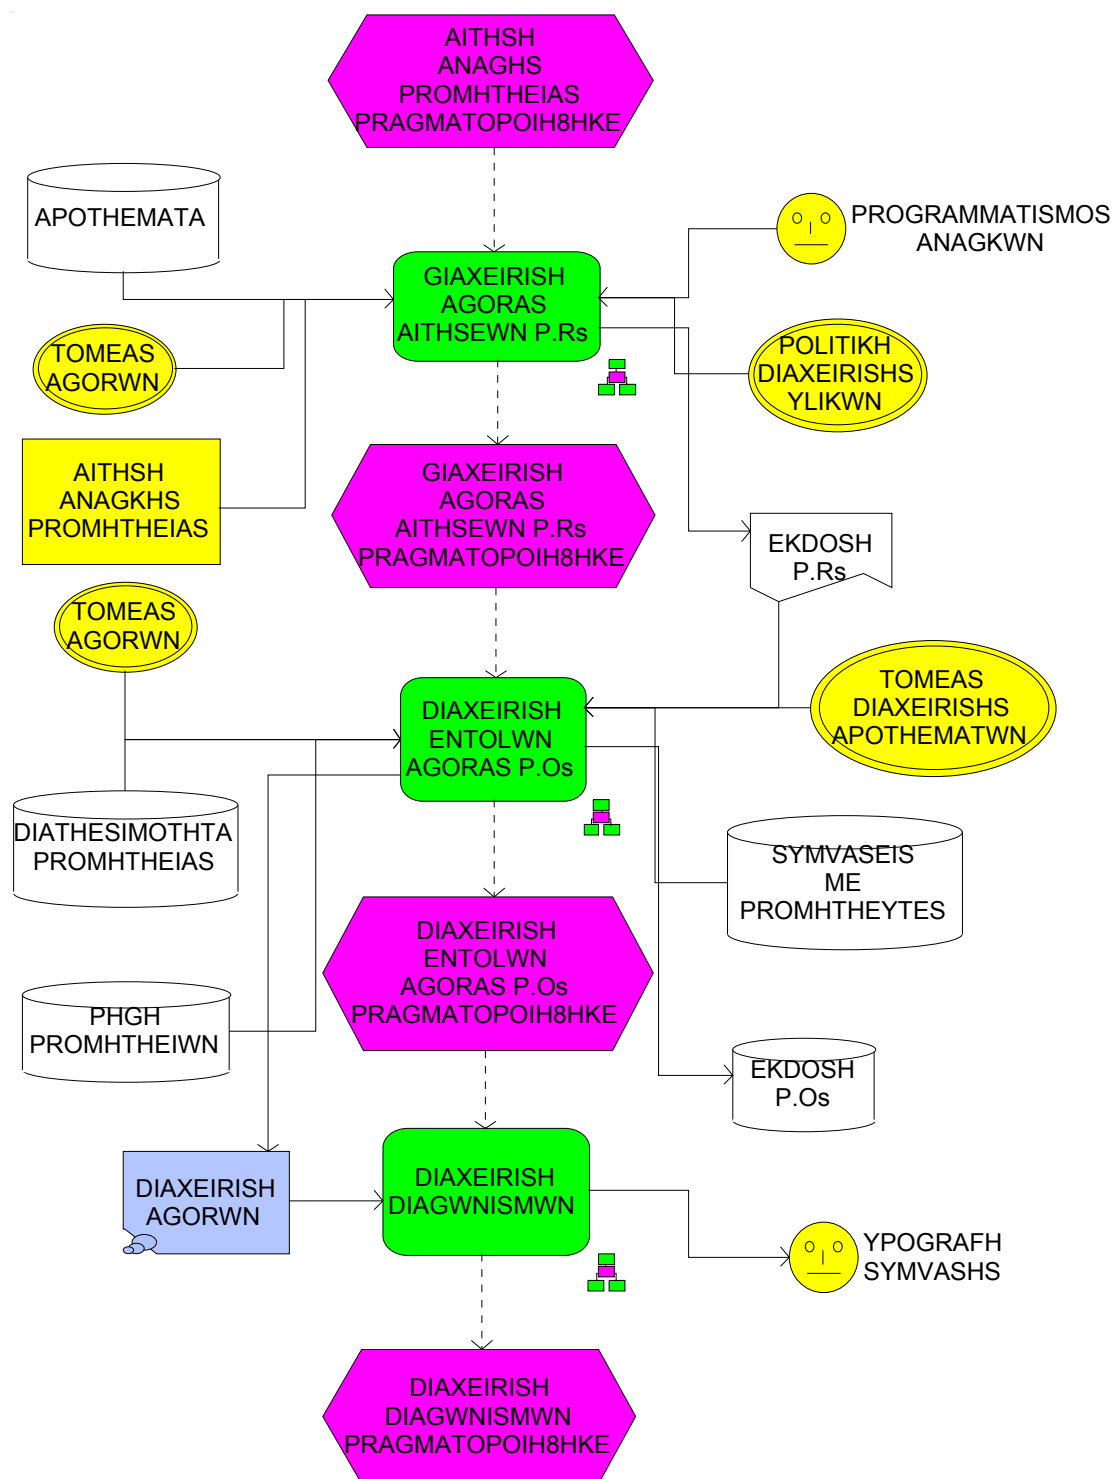 AITHSH
ANAGHS
PROMHTHEIAS
PRAGMATOPOIH8HKE
APOTHEMATA
PROGRAMMATISMOS
ANAGKWN
GIAXEIRISH
AGORAS
AITHSEWN P.Rs
TOMEAS
AGORWN
POLITIKH
DIAXEIRISHS
YLIKWN
AITHSH
ANAGKHS
PROMHTHEIAS
GIAXEIRISH
AGORAS
AITHSEWN P.Rs
PRAGMATOPOIH8HKE
EKDOSH
P.Rs
TOMEAS
AGORWN
DIAXEIRISH
ENTOLWN
AGORAS P.Os
TOMEAS
DIAXEIRISHS
APOTHEMATWN
DIATHESIMOTHTA
PROMHTHEIAS
SYMVASEIS
ME
PROMHTHEYTES
DIAXEIRISH
ENTOLWN
AGORAS P.Os
PRAGMATOPOIH8HKE
PHGH
PROMHTHEIWN
EKDOSH
P.Os
DIAXEIRISH
AGORWN
DIAXEIRISH
DIAGWNISMWN
YPOGRAFH
SYMVASHS
DIAXEIRISH
DIAGWNISMWN
PRAGMATOPOIH8HKE